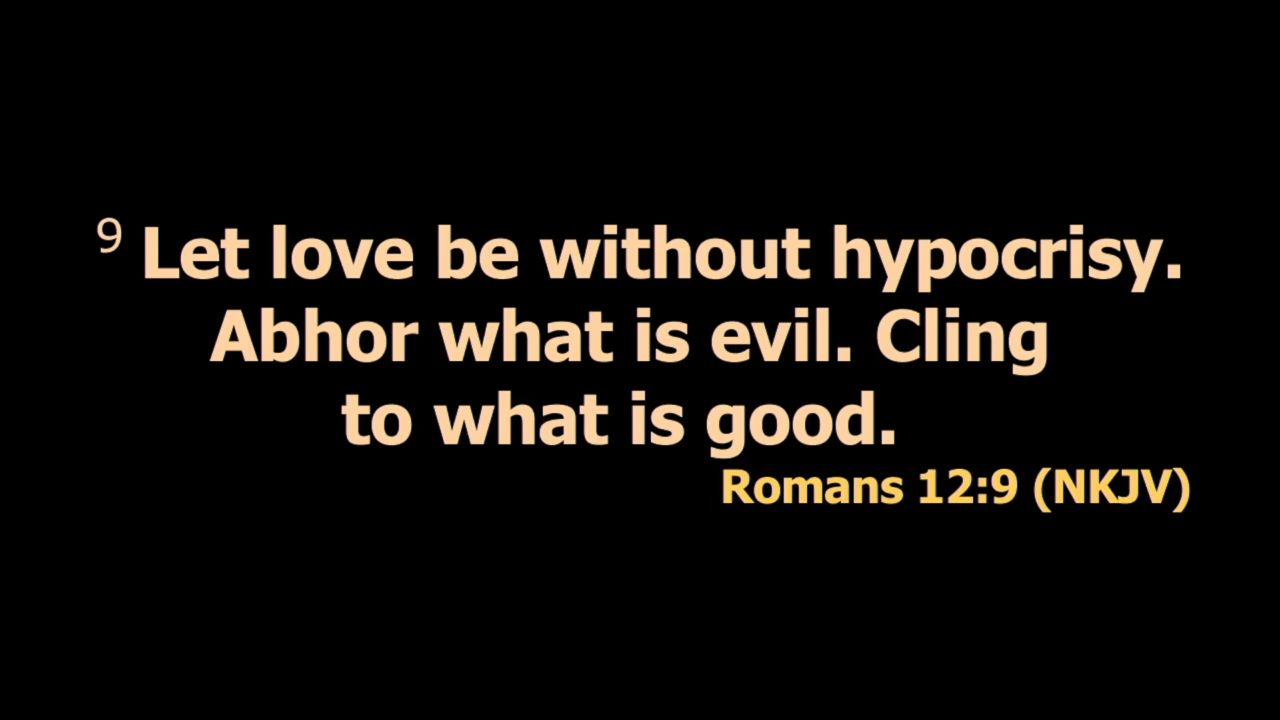 9 Let love be without hypocrisy.
Abhor what is evil. Cling
to what is good.
Romans 12:9 (NKJV)